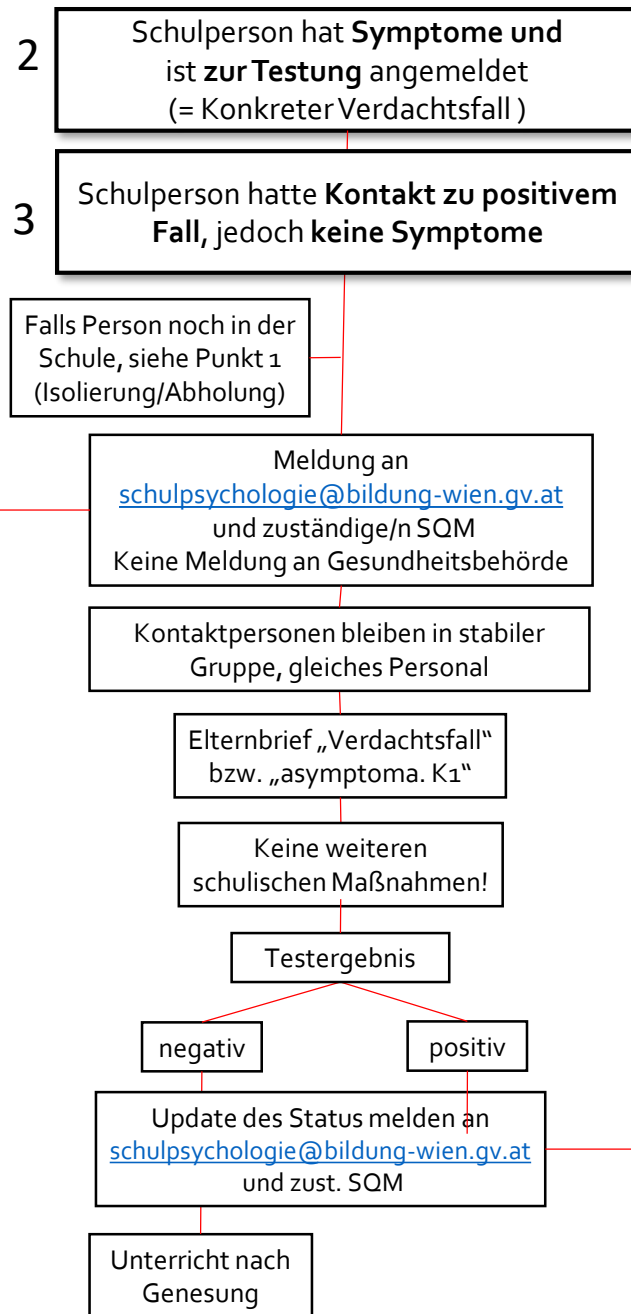 2
Schulperson hat Symptome und
ist zur Testung angemeldet
(= Konkreter Verdachtsfall )
3
Schulperson hatte Kontakt zu positivem
Fall, jedoch keine Symptome
Falls Person noch in der
Schule, siehe Punkt 1
(Isolierung/Abholung)
Meldung an
schulpsychologie@bildung-wien.gv.at
und zuständige/n SQM
Keine Meldung an Gesundheitsbehörde
Kontaktpersonen bleiben in stabiler
Gruppe, gleiches Personal
Elternbrief „Verdachtsfall“
bzw. „asymptoma. K1“
Keine weiteren
schulischen Maßnahmen!
Testergebnis
negativ
positiv
Update des Status melden an
schulpsychologie@bildung-wien.gv.at
und zust. SQM
Unterricht nach
Genesung